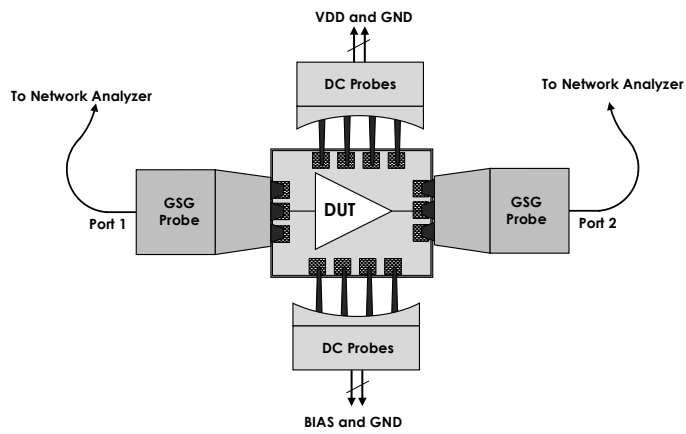 VDD and GND
DC Probes
To Network Analyzer
To Network Analyzer
GSG
Probe
DUT
GSG
Probe
Port 1
Port 2
DC Probes
BIAS and GND